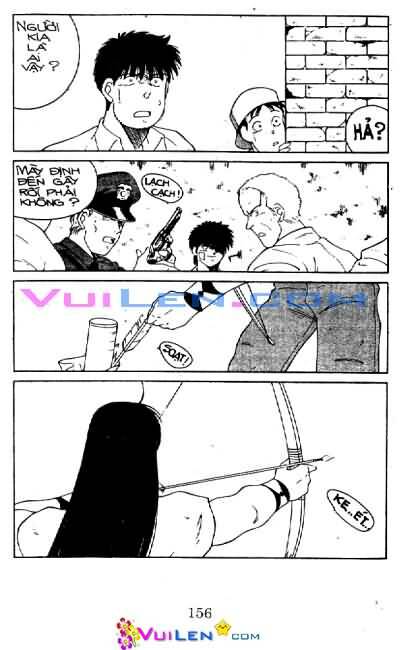 NGƯỜI
KIA
LÀ
AI
VẬY?
HẢ?
MÀY ĐỊNH
ĐẾN GÂY
RỐI PHẢI
KHÔNG?
LẠCH
CẠCH!
VUILEN.COM
SOẠT!
KE..ÉT..
156
VUILEN.COM